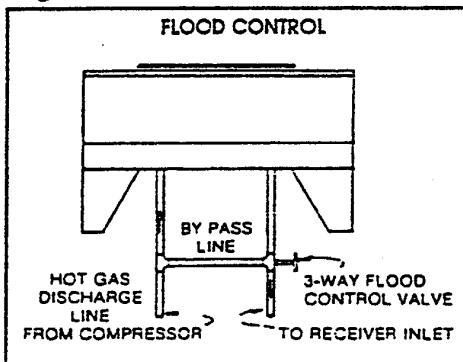 FLOOD CONTROL
BY PASS
LINE
HOT GAS
DISCHARGE
LINE
FROM COMPRESSOR
3-WAY FLOOD
CONTROL VALVE
TO RECEIVER INLET